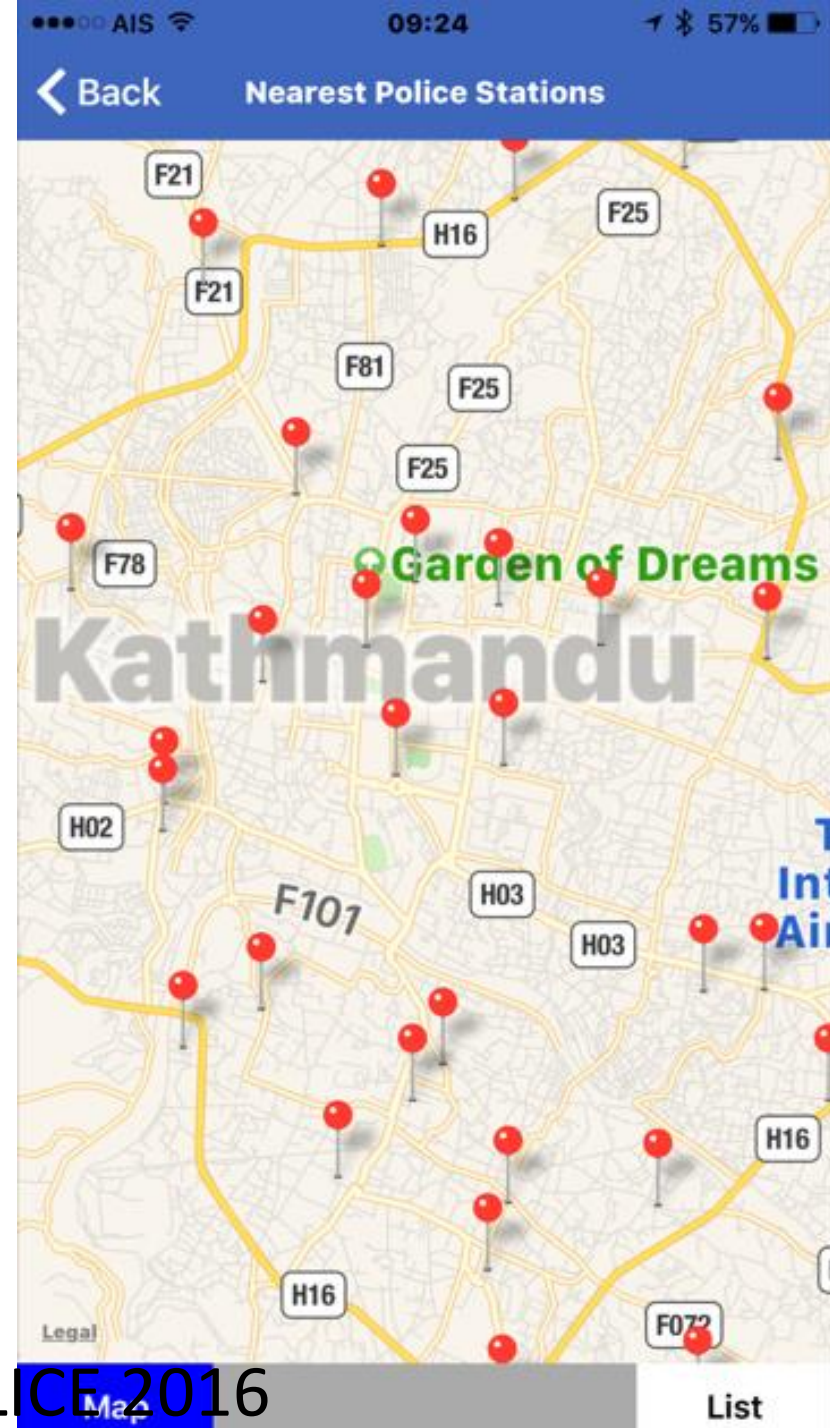 AIS 09:24 57%
Back Nearest Police Stations
F21
F25
H16
F21
F81
F25
F25
Garden of Dreams
F78
Kathmandu
H02
F101
H03
H03
H16
H16
Legal
Map 2016 List